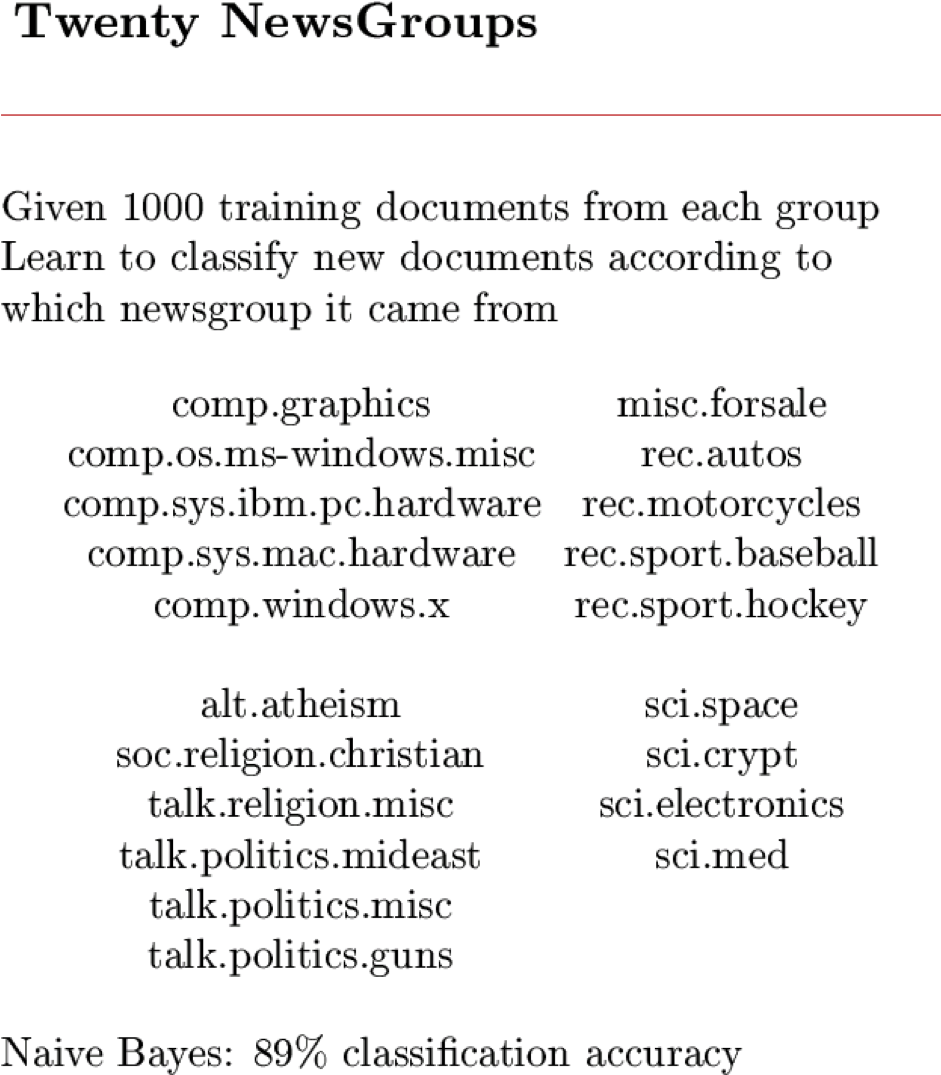 Twenty NewsGroups
Given 1000 training documents from each group
Learn to classify new documents according to
which newsgroup it came from
comp.graphics misc.forsale
comp.os.ms-windows.misc rec.autos
comp.sys.ibm.pc.hardware rec.motorcycles
comp.sys.mac.hardware rec.sport.baseball
comp.windows.x rec.sport.hockey
alt.atheism sci.space
soc.religion.christian sci.crypt
talk.religion.misc sci.electronics
talk.politics.mideast sci.med
talk.politics.misc
talk.politics.guns
Naive Bayes: 89% classification accuracy